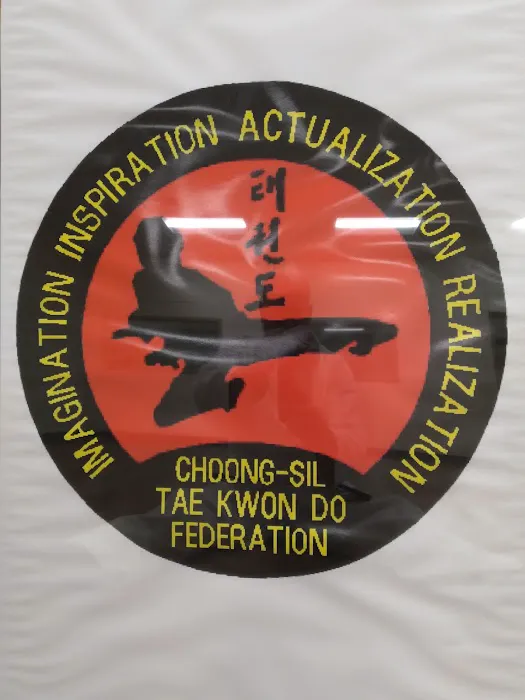 IMAGINATION INSPIRATION ACTUALIZATION REALIZATION
태
권
도
CHOONG-SIL
TAE KWON DO
FEDERATION